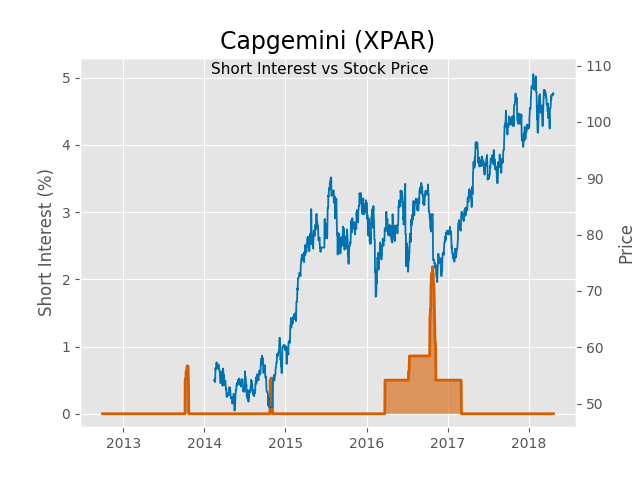 Capgemini (XPAR)
Short Interest vs Stock Price
Short Interest (%)
5
4
3
2
1
0
110
100
90
80
70
60
50
Price
2013 2014 2015 2016 2017 2018